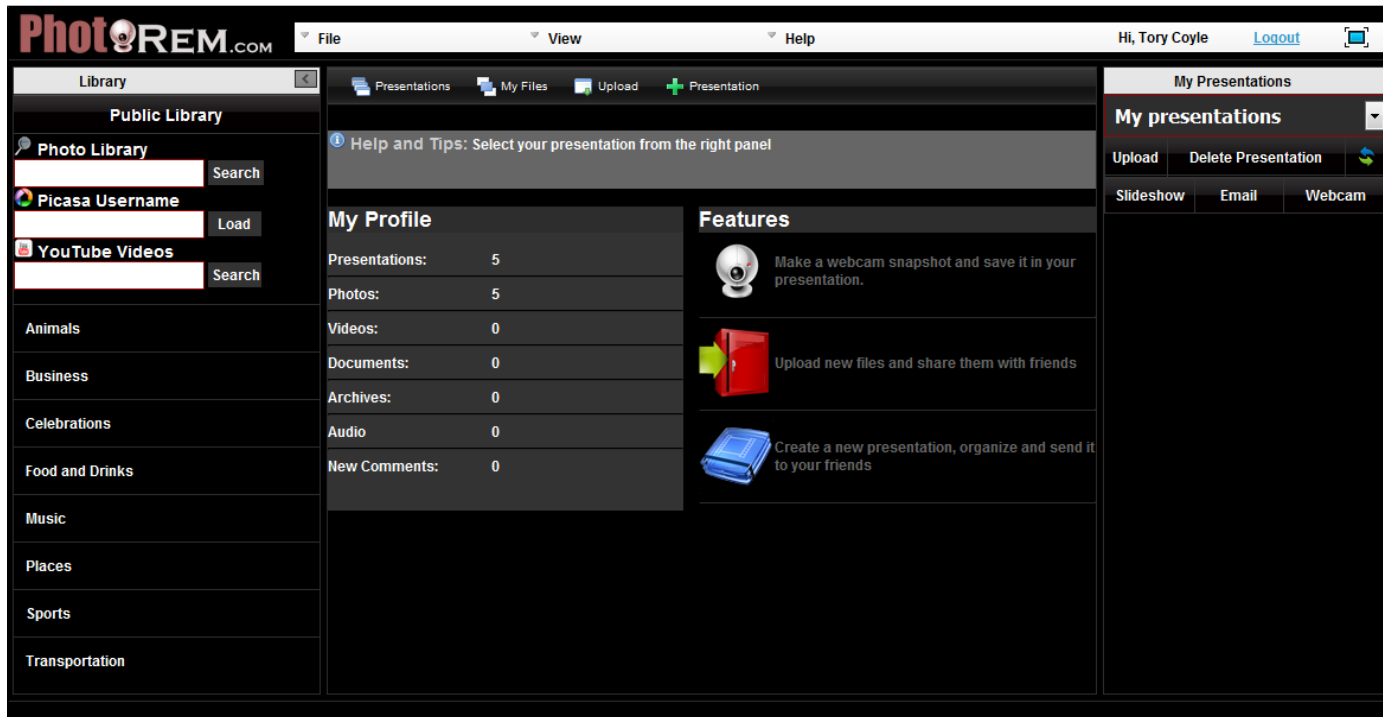 PhotoREM.com
File View Help Hi, Tory Coyle Logout
Library
Public Library
Photo Library
Search
Picasa Username
Load
YouTube Videos
Search
Animals
Business
Celebrations
Food and Drinks
Music
Places
Sports
Transportation
Presentations My Files Upload Presentation
Help and Tips: Select your presentation from the right panel
My Profile
Presentations: 5
Photos: 5
Videos: 0
Documents: 0
Archives: 0
Audio 0
New Comments: 0
Features
Make a webcam snapshot and save it in your
presentation.
Upload new files and share them with friends
Create a new presentation, organize and send it
to your friends
My Presentations
My presentations
Upload Delete Presentation
Slideshow Email Webcam